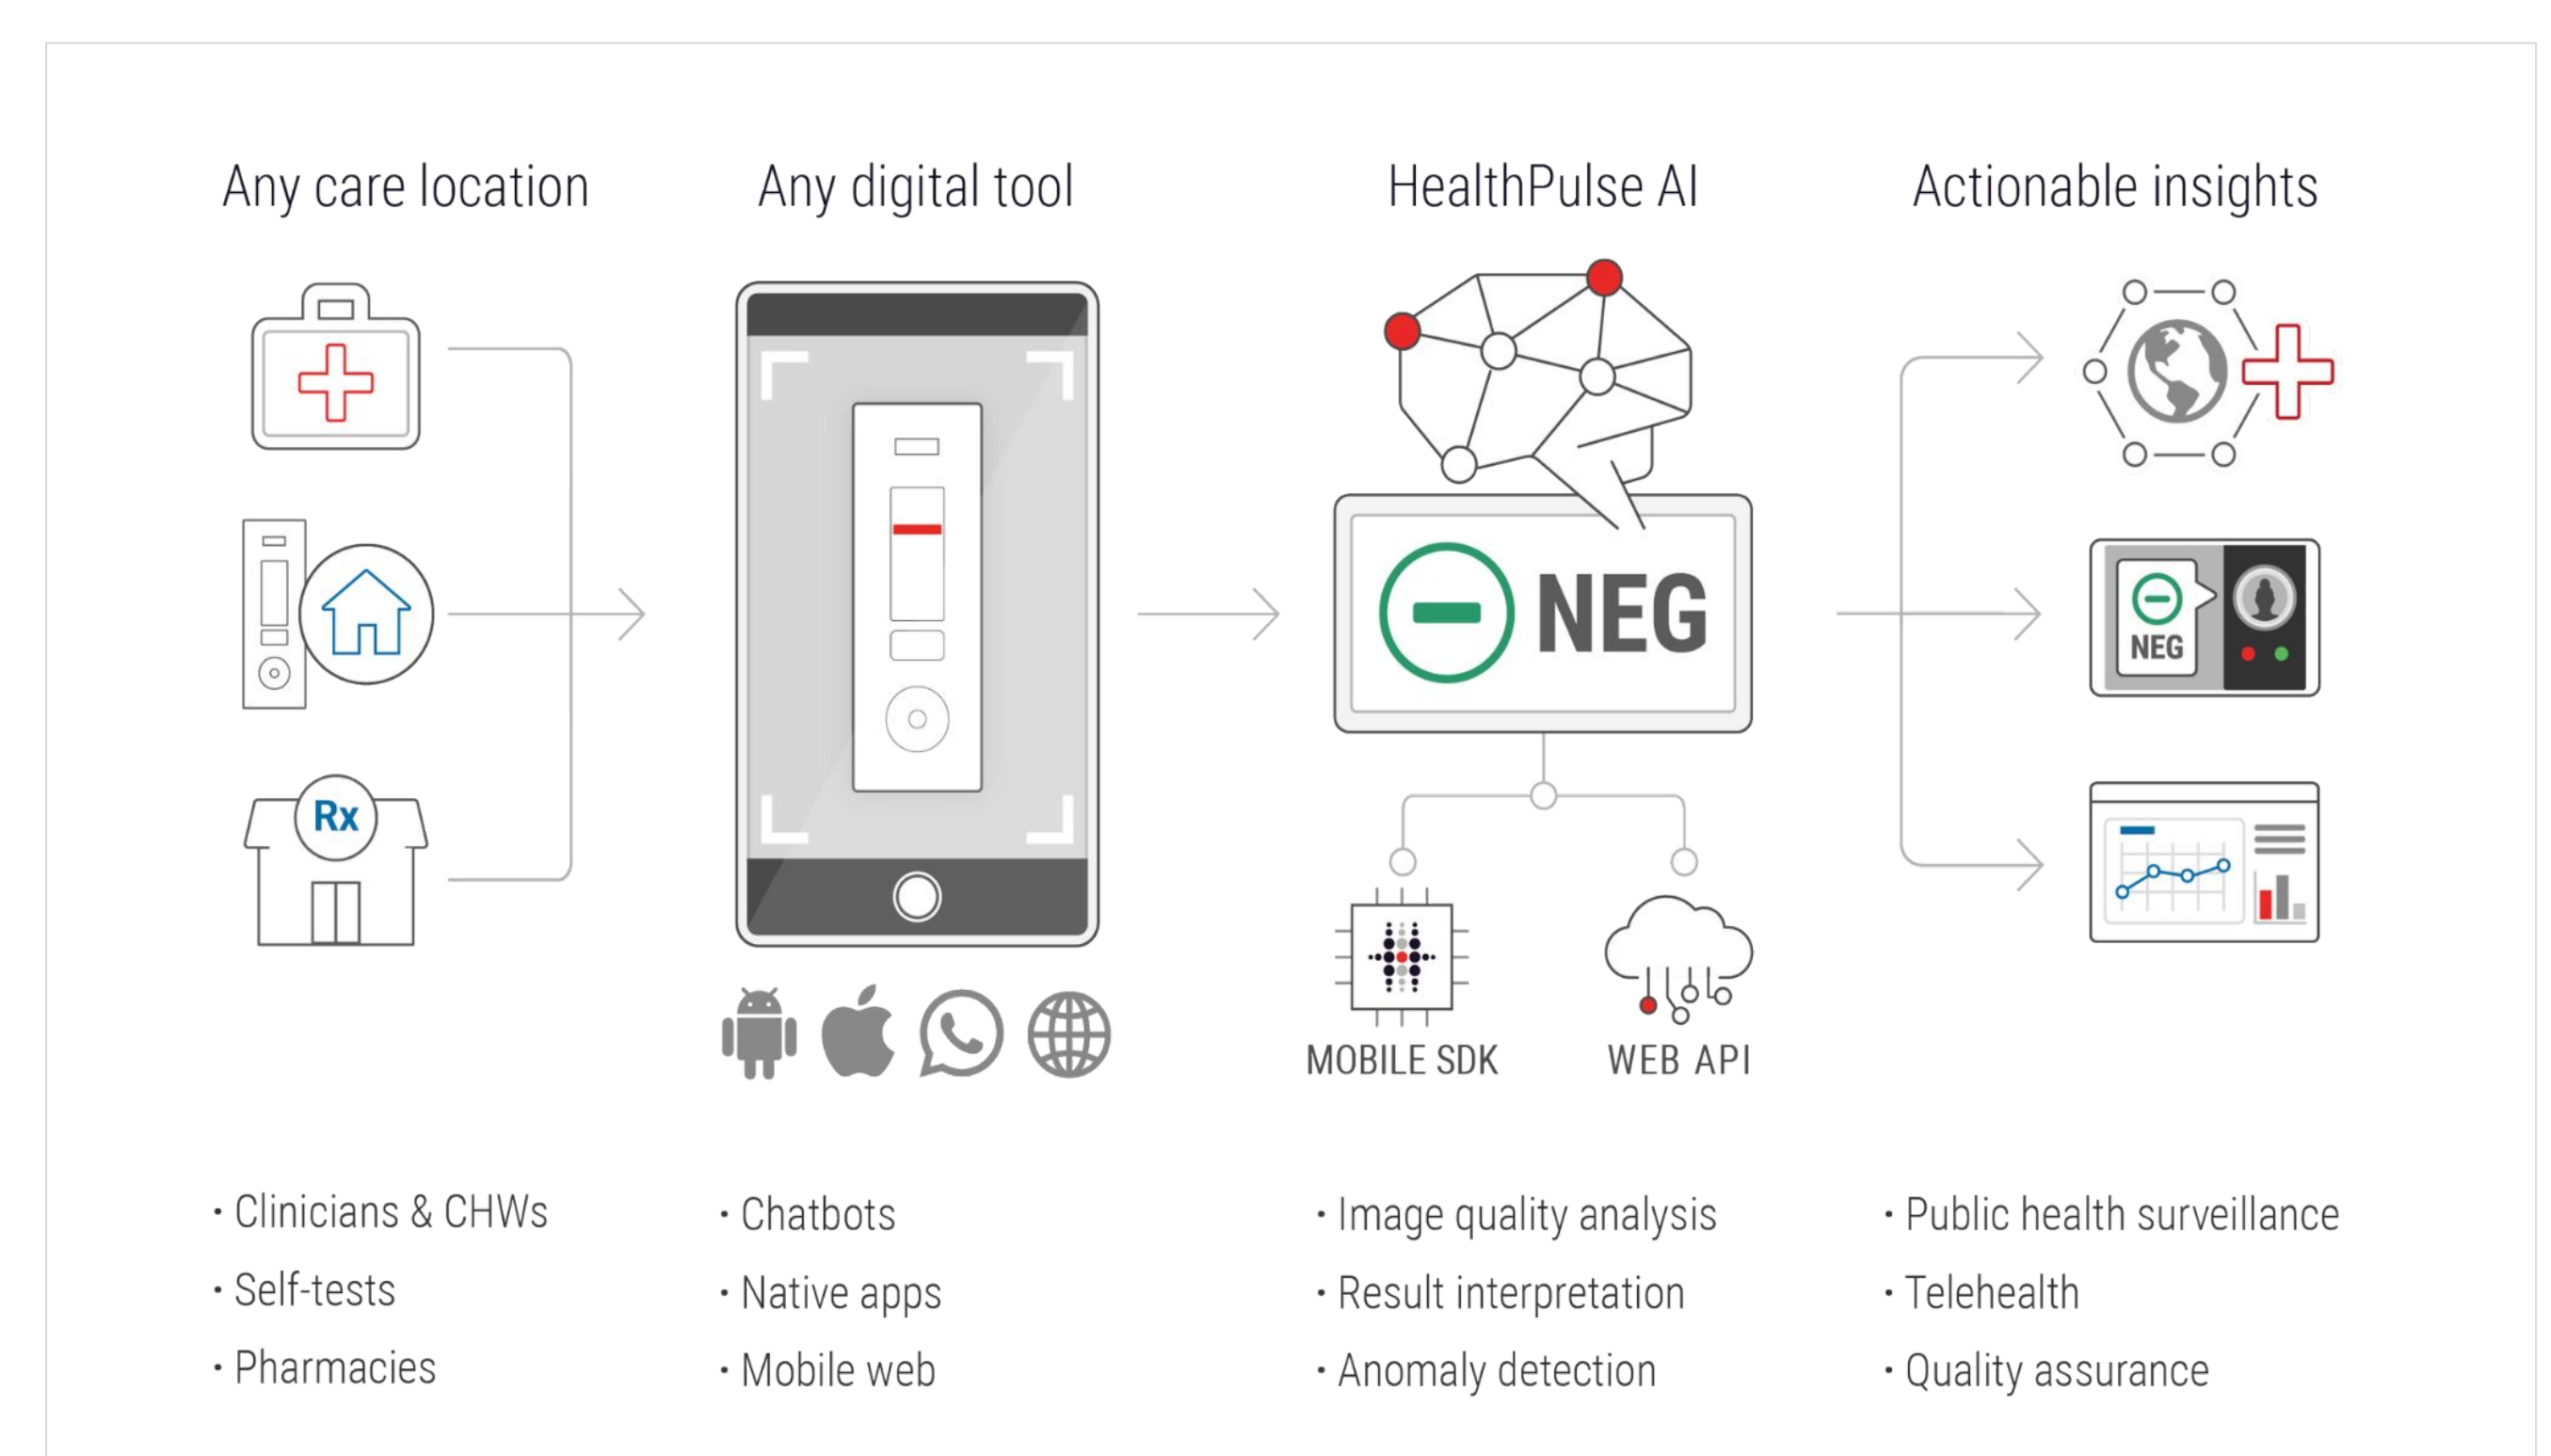 Any care location
Any digital tool
HealthPulse AI
Actionable insights
NEG
NEG
Rx
MOBILE SDK
WEB API
· Clinicians & CHWs
· Self-tests
· Pharmacies
· Chatbots
· Native apps
· Mobile web
· Image quality analysis
· Result interpretation
· Anomaly detection
· Public health surveillance
· Telehealth
· Quality assurance